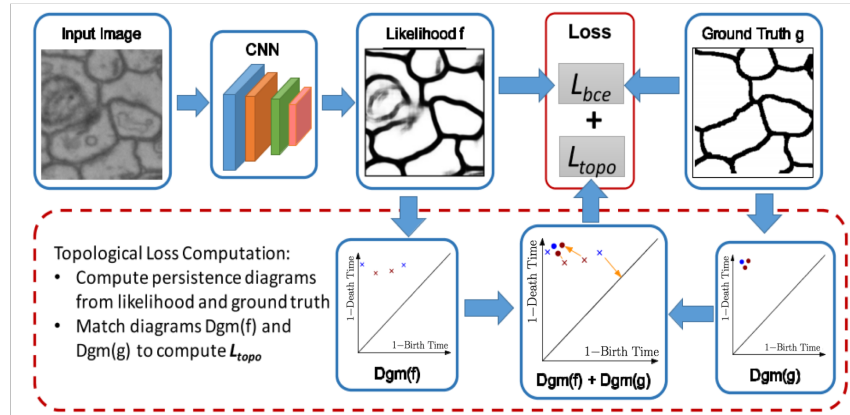 Input Image
CNN
Likelihood f
Loss
Ground Truth g
L_bce
+
L_topo
Topological Loss Computation:
• Compute persistence diagrams
from likelihood and ground truth
• Match diagrams Dgm(f) and
Dgm(g) to compute L_topo
1−Death Time
1−Birth Time
Dgm(f)
1−Death Time
1−Birth Time
Dgm(f) + Dgm(g)
1−Death Time
1−Birth Time
Dgm(g)